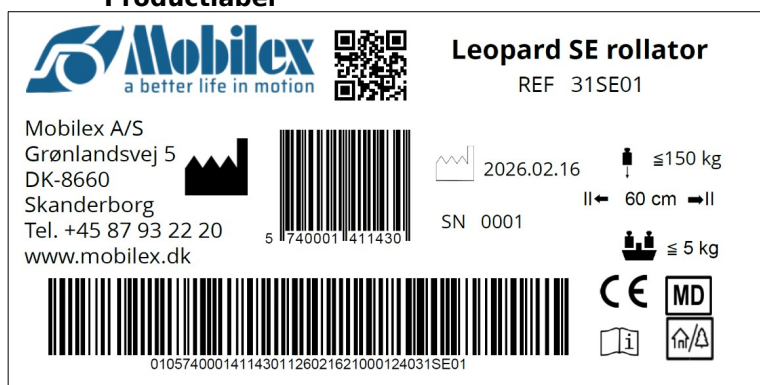 Productlabel
Mobilex
a better life in motion
Leopard SE rollator
REF 31SE01
Mobilex A/S
Grønlandsvej 5
DK-8660
Skanderborg
Tel. +45 87 93 22 20
www.mobilex.dk
5 740001 411430
2026.02.16
SN 0001
≦150 kg
60 cm
≦ 5 kg
CE
MD
i
01057400014114301126021621000124031SE01